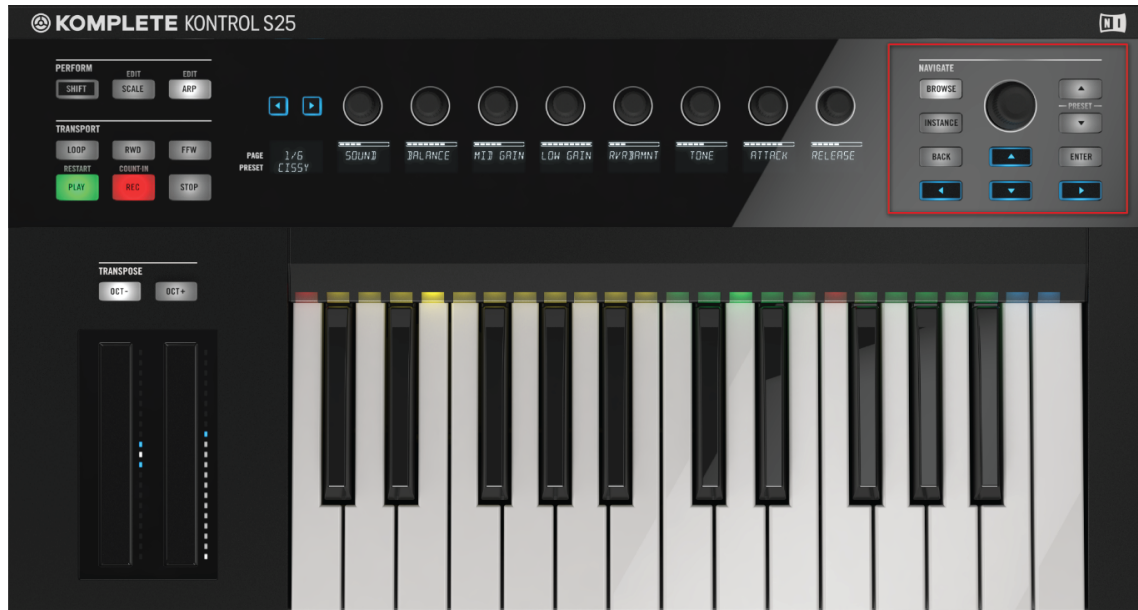 KOMPLETE KONTROL S25
NI
PERFORM
EDIT EDIT
SHIFT SCALE ARP
TRANSPORT
LOOP RWD FFW
RESTART COUNT-IN
PLAY REC STOP
PAGE 1/6
PRESET CISSY
SOUND BALANCE MID GAIN LOW GAIN RVRBAMNT TONE ATTACK RELEASE
NAVIGATE
BROWSE
PRESET
INSTANCE
BACK ENTER
TRANSPOSE
OCT- OCT+